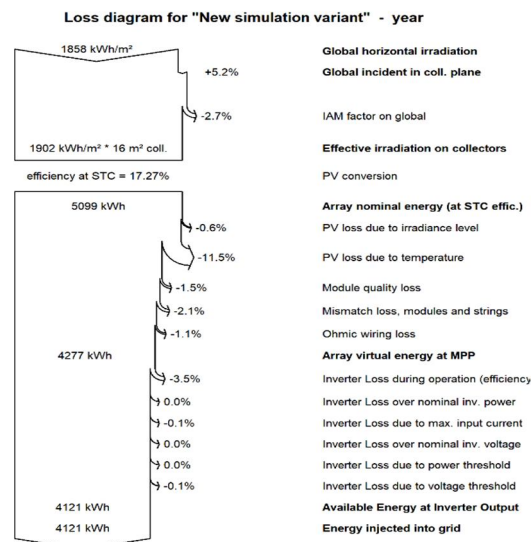 Loss diagram for "New simulation variant" - year
1858 kWh/m² Global horizontal irradiation
+5.2% Global incident in coll. plane
-2.7% IAM factor on global
1902 kWh/m² * 16 m² coll. Effective irradiation on collectors
efficiency at STC = 17.27% PV conversion
5099 kWh Array nominal energy (at STC effic.)
-0.6% PV loss due to irradiance level
-11.5% PV loss due to temperature
-1.5% Module quality loss
-2.1% Mismatch loss, modules and strings
-1.1% Ohmic wiring loss
4277 kWh Array virtual energy at MPP
-3.5% Inverter Loss during operation (efficiency
0.0% Inverter Loss over nominal inv. power
-0.1% Inverter Loss due to max. input current
0.0% Inverter Loss over nominal inv. voltage
0.0% Inverter Loss due to power threshold
-0.1% Inverter Loss due to voltage threshold
4121 kWh Available Energy at Inverter Output
4121 kWh Energy injected into grid